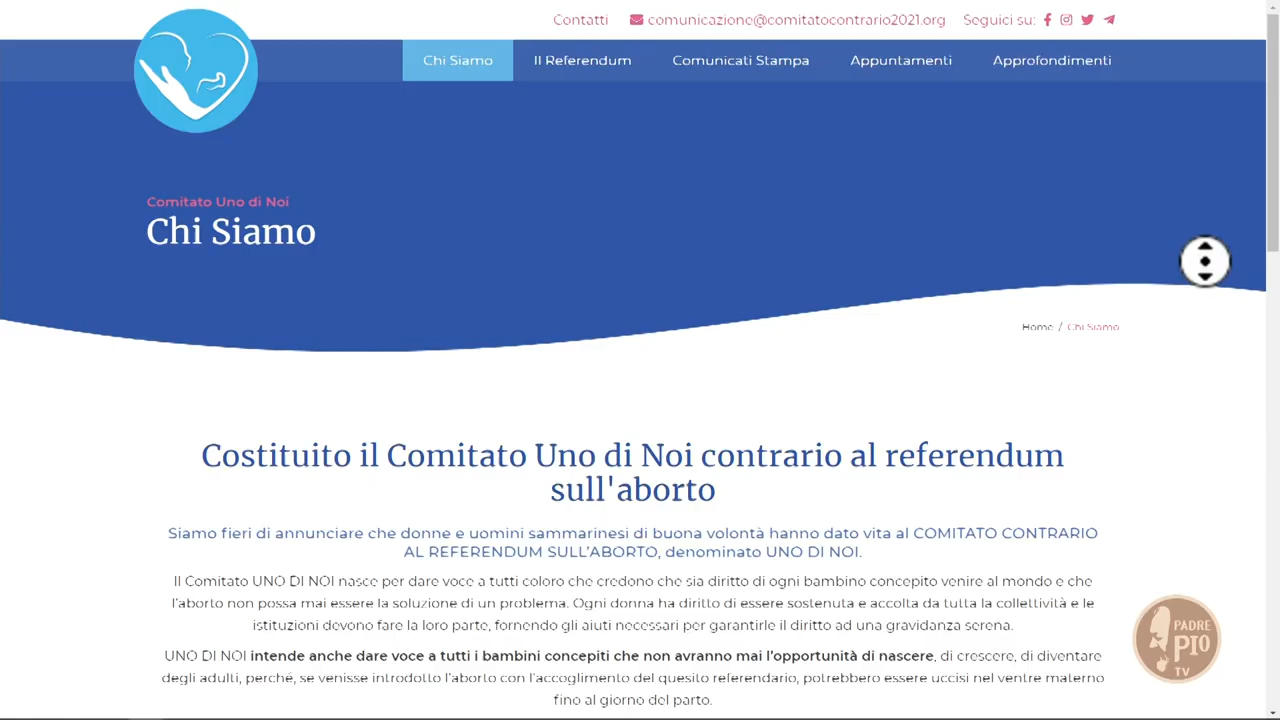 Contatti comunicazione@comitatocontrario2021.org Seguici su:
Chi Siamo Il Referendum Comunicati Stampa Appuntamenti Approfondimenti
Comitato Uno di Noi
Chi Siamo
Home / Chi Siamo
Costituito il Comitato Uno di Noi contrario al referendum
sull'aborto
Siamo fieri di annunciare che donne e uomini sammarinesi di buona volontà hanno dato vita al COMITATO CONTRARIO
AL REFERENDUM SULL'ABORTO, denominato UNO DI NOI.
Il Comitato UNO DI NOI nasce per dare voce a tutti coloro che credono che sia diritto di ogni bambino concepito venire al mondo e che
l'aborto non possa mai essere la soluzione di un problema. Ogni donna ha diritto di essere sostenuta e accolta da tutta la collettività e le
istituzioni devono fare la loro parte, fornendo gli aiuti necessari per garantirle il diritto ad una gravidanza serena.
UNO DI NOI intende anche dare voce a tutti i bambini concepiti che non avranno mai l'opportunità di nascere, di crescere, di diventare
degli adulti, perché, se venisse introdotto l'aborto con l'accoglimento del quesito referendario, potrebbero essere uccisi nel ventre materno
fino al giorno del parto.
PADRE
PIO
TV